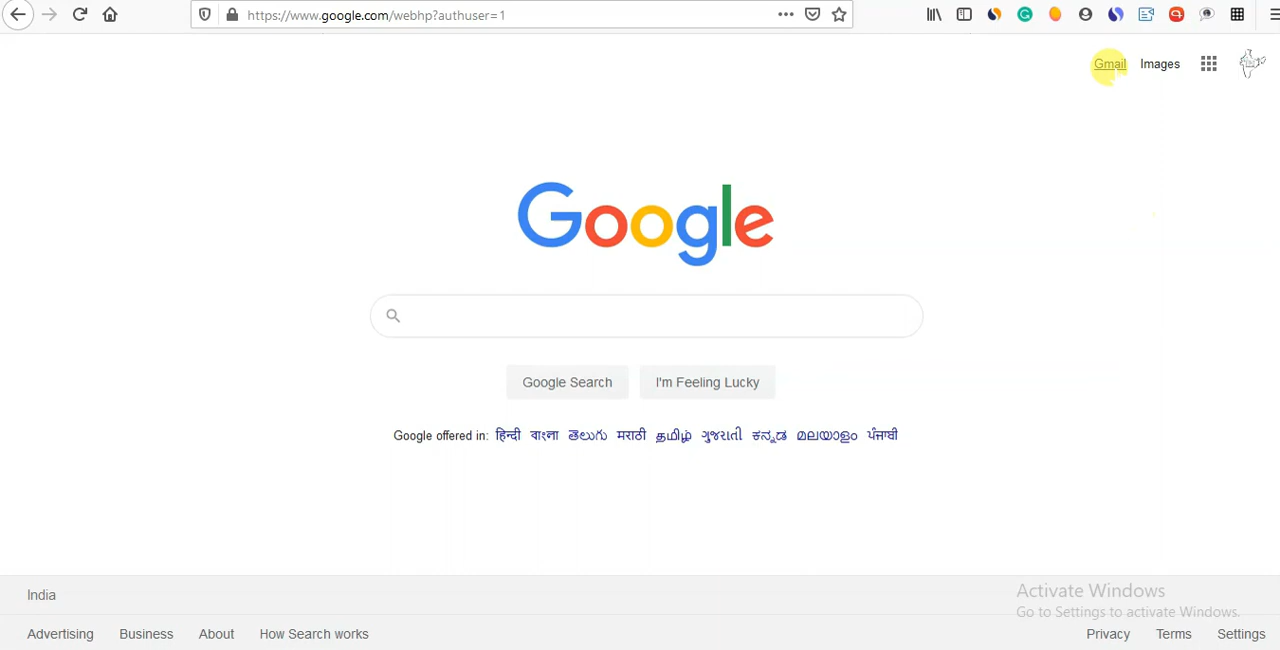 https://www.google.com/webhp?authuser=1
Gmail Images
Google
Google Search I'm Feeling Lucky
Google offered in: हिन्दी বাংলা తెలుగు मराठी தமிழ் ગુજરાતી ಕನ್ನಡ മലയാളം ਪੰਜਾਬੀ
India
Activate Windows
Go to Settings to activate Windows.
Advertising Business About How Search works Privacy Terms Settings